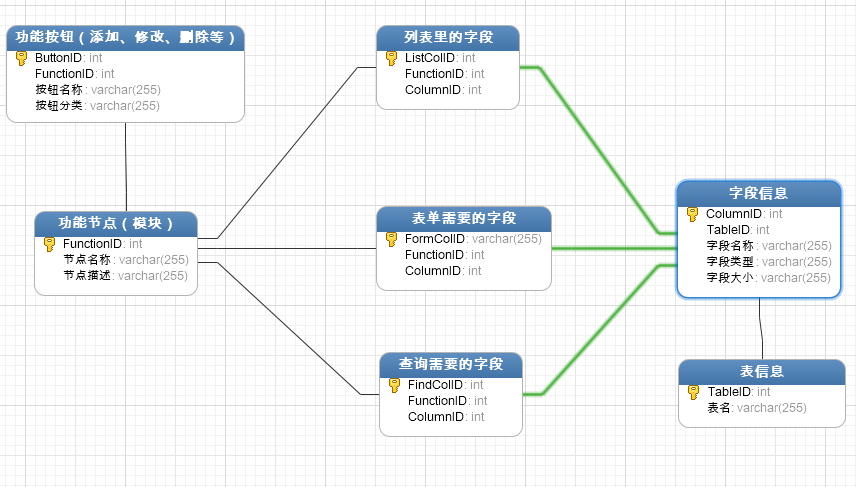 功能按钮（添加、修改、删除等）
ButtonID: int
FunctionID: int
按钮名称: varchar(255)
按钮分类: varchar(255)
功能节点（模块）
FunctionID: int
节点名称: varchar(255)
节点描述: varchar(255)
列表里的字段
ListColID: int
FunctionID: int
ColumnID: int
表单需要的字段
FormColID: varchar(255)
FunctionID: int
ColumnID: int
查询需要的字段
FindColID: int
FunctionID: int
ColumnID: int
字段信息
ColumnID: int
TableID: int
字段名称: varchar(255)
字段类型: varchar(255)
字段大小: varchar(255)
表信息
TableID: int
表名: varchar(255)